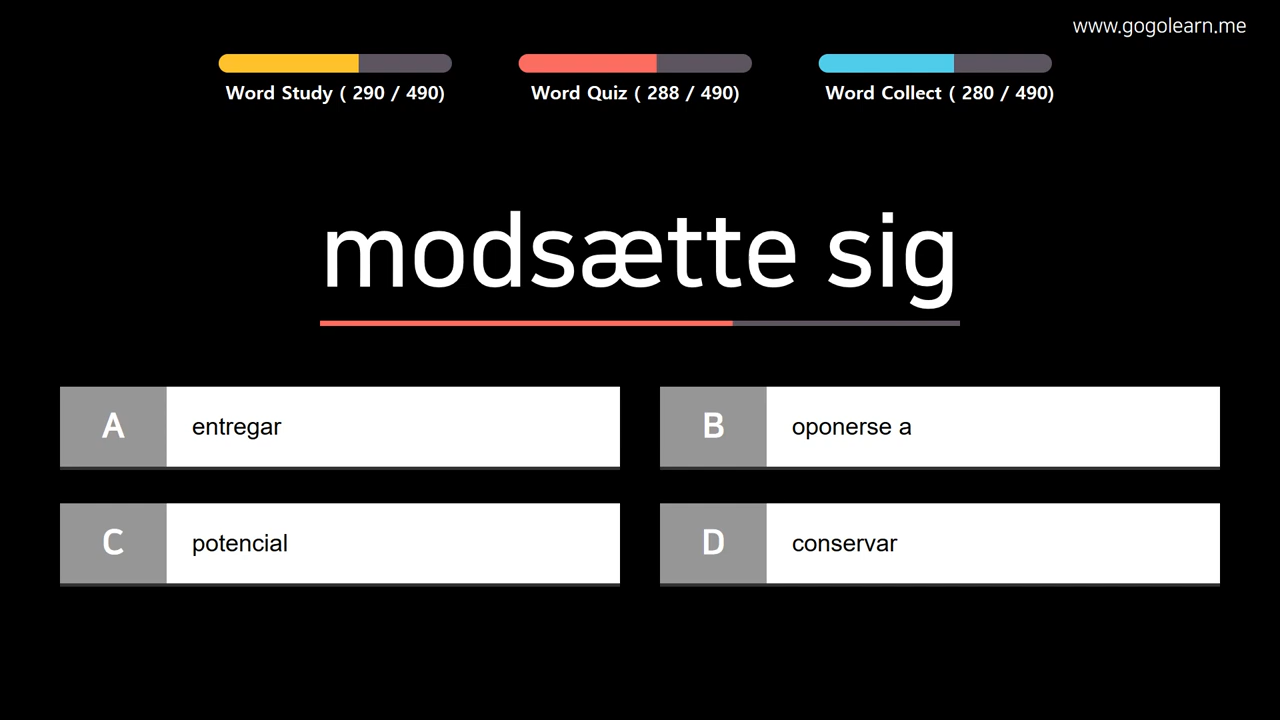 www.gogolearn.me
Word Study ( 290 / 490)
Word Quiz ( 288 / 490)
Word Collect ( 280 / 490)
modsætte sig
A
entregar
B
oponerse a
C
potencial
D
conservar